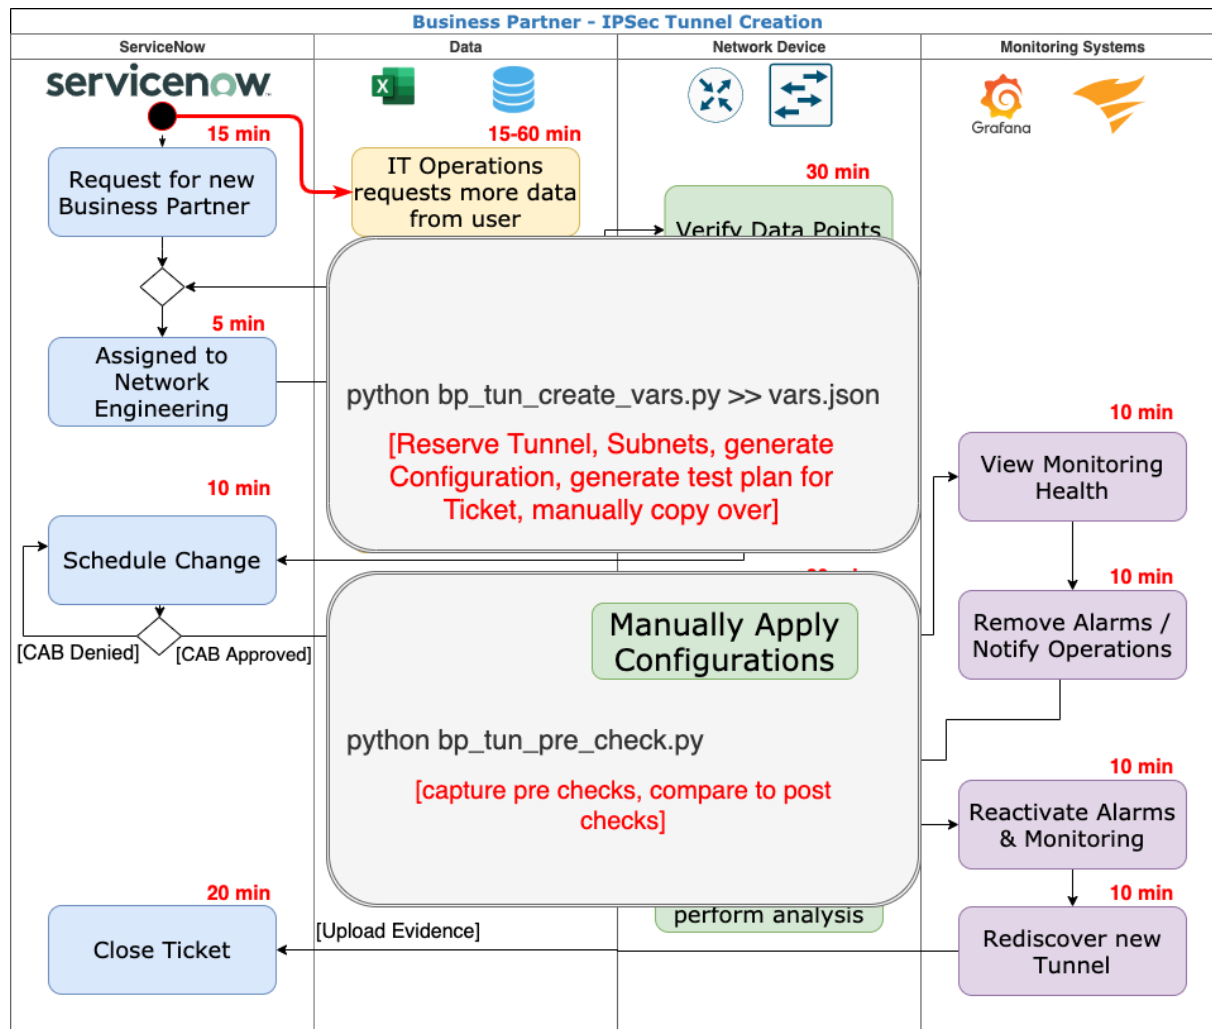 Business Partner - IPSec Tunnel Creation
ServiceNow
Data
Network Device
Monitoring Systems
servicenow
Grafana
15 min
Request for new
Business Partner
15-60 min
IT Operations
requests more data
from user
30 min
Verify Data Points
5 min
Assigned to
Network
Engineering
python bp_tun_create_vars.py >> vars.json
[Reserve Tunnel, Subnets, generate
Configuration, generate test plan for
Ticket, manually copy over]
10 min
View Monitoring
Health
10 min
Schedule Change
[CAB Denied]
[CAB Approved]
Manually Apply
Configurations
10 min
Remove Alarms /
Notify Operations
python bp_tun_pre_check.py
[capture pre checks, compare to post
checks]
10 min
Reactivate Alarms
& Monitoring
perform analysis
10 min
Rediscover new
Tunnel
[Upload Evidence]
20 min
Close Ticket